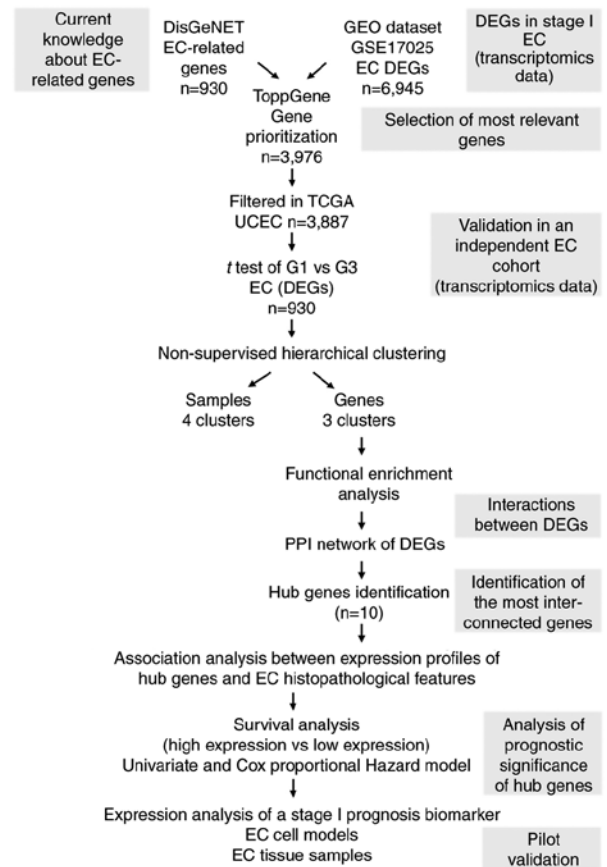 Current
knowledge
about EC-
related genes
DisGeNET
EC-related
genes
n=930
GEO dataset
GSE17025
EC DEGs
n=6,945
DEGs in stage I
EC
(transcriptomics
data)
ToppGene
Gene
prioritization
n=3,976
Selection of most relevant
genes
Filtered in TCGA
UCEC n=3,887
t test of G1 vs G3
EC (DEGs)
n=930
Validation in an
independent EC
cohort
(transcriptomics data)
Non-supervised hierarchical clustering
Samples
4 clusters
Genes
3 clusters
Functional enrichment
analysis
Interactions
between DEGs
PPI network of DEGs
Hub genes identification
(n=10)
Identification of
the most inter-
connected genes
Association analysis between expression profiles of
hub genes and EC histopathological features
Survival analysis
(high expression vs low expression)
Univariate and Cox proportional Hazard model
Analysis of
prognostic
significance
of hub genes
Expression analysis of a stage I prognosis biomarker
EC cell models
EC tissue samples
Pilot
validation